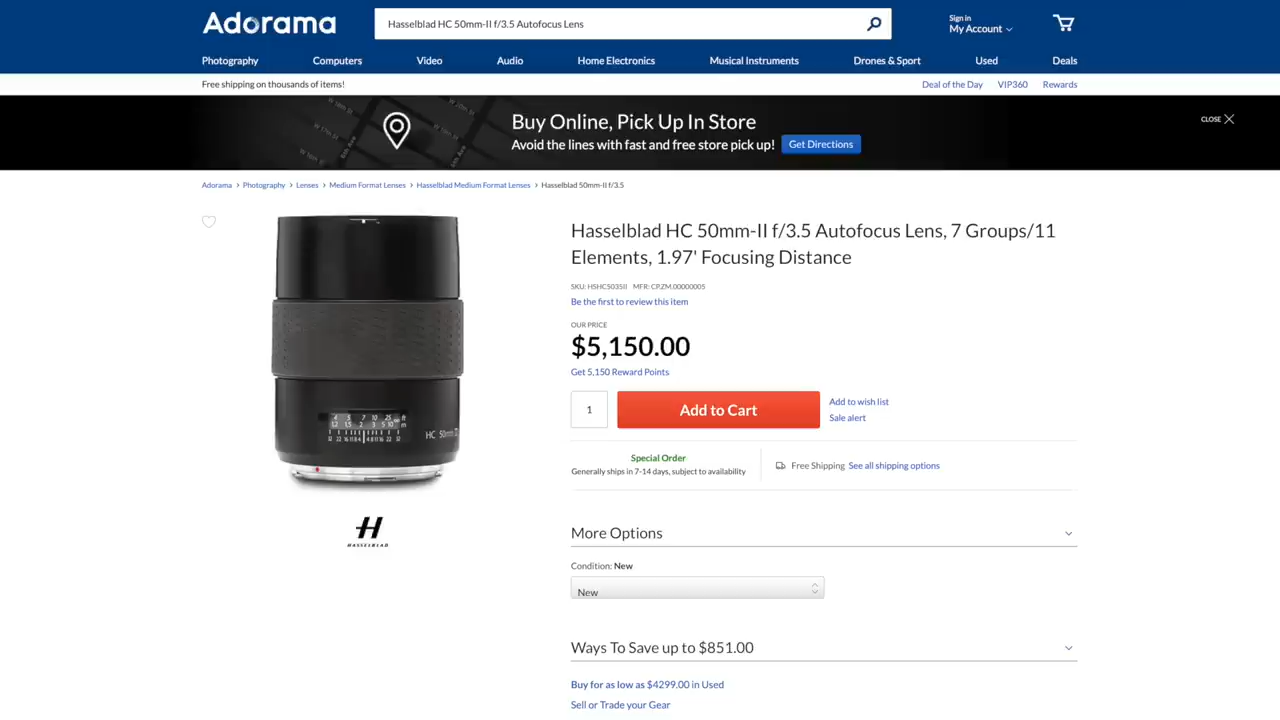 Adorama
Hasselblad HC 50mm-II f/3.5 Autofocus Lens
Sign in
My Account
Photography
Computers
Video
Audio
Home Electronics
Musical Instruments
Drones & Sport
Used
Deals
Free shipping on thousands of items!
Deal of the Day
VIP360
Rewards
Buy Online, Pick Up In Store
CLOSE
Avoid the lines with fast and free store pick up!
Get Directions
Adorama > Photography > Lenses > Medium Format Lenses > Hasselblad Medium Format Lenses > Hasselblad 50mm-II f/3.5
Hasselblad HC 50mm-II f/3.5 Autofocus Lens, 7 Groups/11
Elements, 1.97' Focusing Distance
SKU: HSHC5035II MFR: CP.ZM.00000005
Be the first to review this item
OUR PRICE
$5,150.00
Get 5,150 Reward Points
1
Add to Cart
Add to wish list
Sale alert
HC 50mm
Special Order
Generally ships in 7-14 days, subject to availability
Free Shipping See all shipping options
H
HASSELBLAD
More Options
Condition: New
New
Ways To Save up to $851.00
Buy for as low as $4299.00 in Used
Sell or Trade your Gear